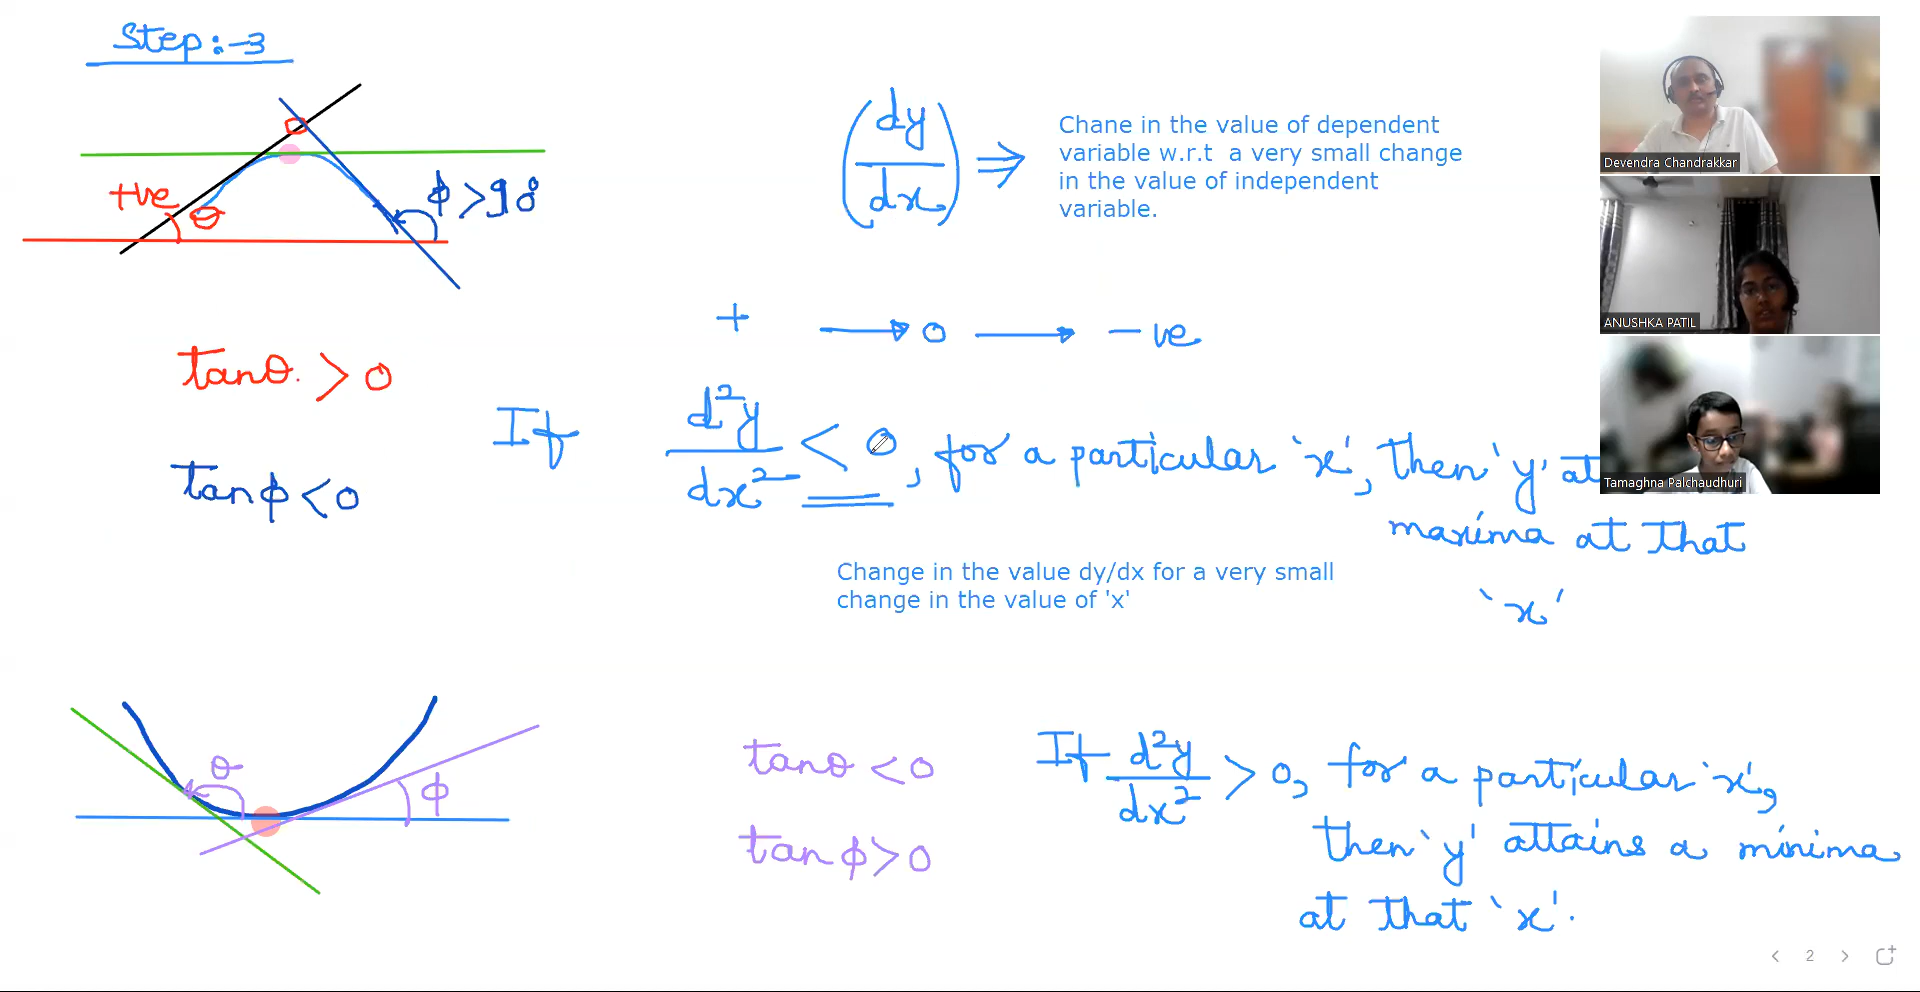 Step:-3
+ve
θ
0
ϕ > 90°
(dy/dx) ⇒
Chane in the value of dependent
variable w.r.t a very small change
in the value of independent
variable.
+ → 0 → -ve
tanθ. > 0
tanϕ < 0
If d²y/dx² < 0, for a particular 'x', then 'y' at
maxima at that
'x'
Change in the value dy/dx for a very small
change in the value of 'x'
θ
ϕ
tanθ < 0
tanϕ > 0
If d²y/dx² > 0, for a particular 'x',
then 'y' attains a minima
at that 'x'.
Devendra Chandrakkar
ANUSHKA PATIL
Tamaghna Palchaudhuri
2